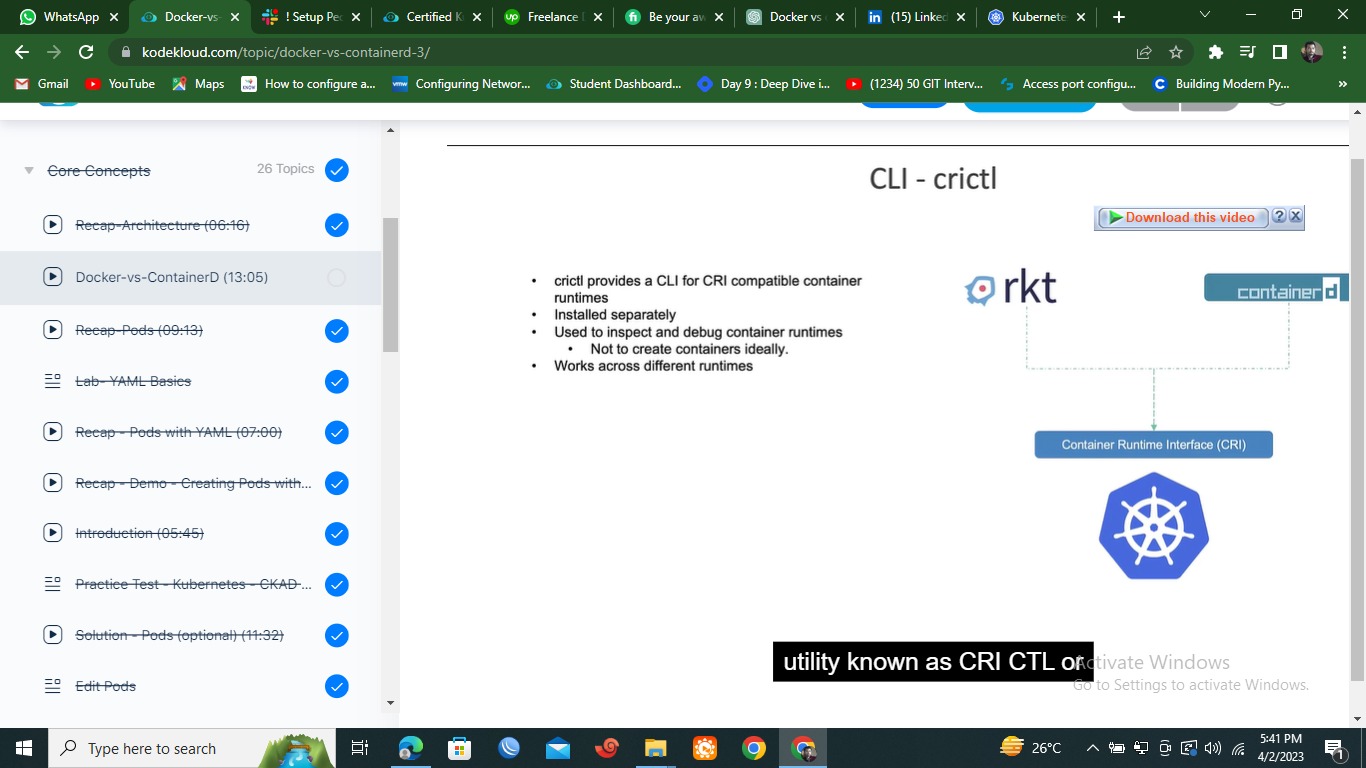 WhatsApp
Docker-vs-
! Setup Pec
Certified K
Freelance
Be your aw
Docker vs
(15) Linked
Kubernete
kodekloud.com/topic/docker-vs-containerd-3/
Gmail
YouTube
Maps
How to configure a...
Configuring Networ...
Student Dashboard...
Day 9 : Deep Dive i...
(1234) 50 GIT Interv...
Access port configu...
Building Modern Py...
»
Core Concepts
26 Topics
Recap-Architecture (06:16)
Docker-vs-ContainerD (13:05)
Recap-Pods (09:13)
Lab- YAML Basics
Recap - Pods with YAML (07:00)
Recap - Demo - Creating Pods with...
Introduction (05:45)
Practice Test - Kubernetes - CKAD ...
Solution - Pods (optional) (11:32)
Edit Pods
CLI - crictl
Download this video
? X
• crictl provides a CLI for CRI compatible container
runtimes
• Installed separately
• Used to inspect and debug container runtimes
• Not to create containers ideally.
• Works across different runtimes
rkt
containerd
Container Runtime Interface (CRI)
utility known as CRI CTL or
Activate Windows
Go to Settings to activate Windows.
Type here to search
26°C
5:41 PM
4/2/2023
1